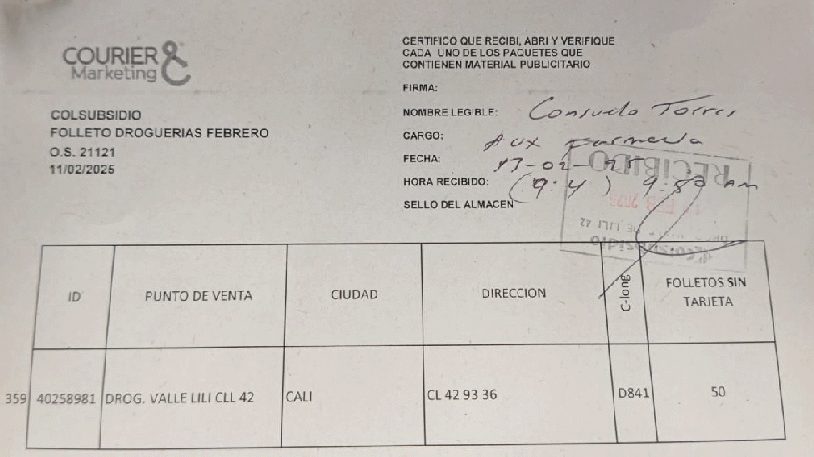 COURIER &
Marketing
COLSUBSIDIO
FOLLETO DROGUERIAS FEBRERO
O.S. 21121
11/02/2025
CERTIFICO QUE RECIBI, ABRI Y VERIFIQUE
CADA UNO DE LOS PAQUETES QUE
CONTIENEN MATERIAL PUBLICITARIO
FIRMA:
NOMBRE LEGIBLE: Consuelo Torres
CARGO: Aux farmacia
FECHA: 17-02-
HORA RECIBIDO: (9:4 ) 9: am
SELLO DEL ALMACEN
RECIBIDO
ID PUNTO DE VENTA CIUDAD DIRECCION C-long FOLLETOS SIN TARJETA
359 40258981 DROG. VALLE LILI CLL 42 CALI CL 42 93 36 D841 50